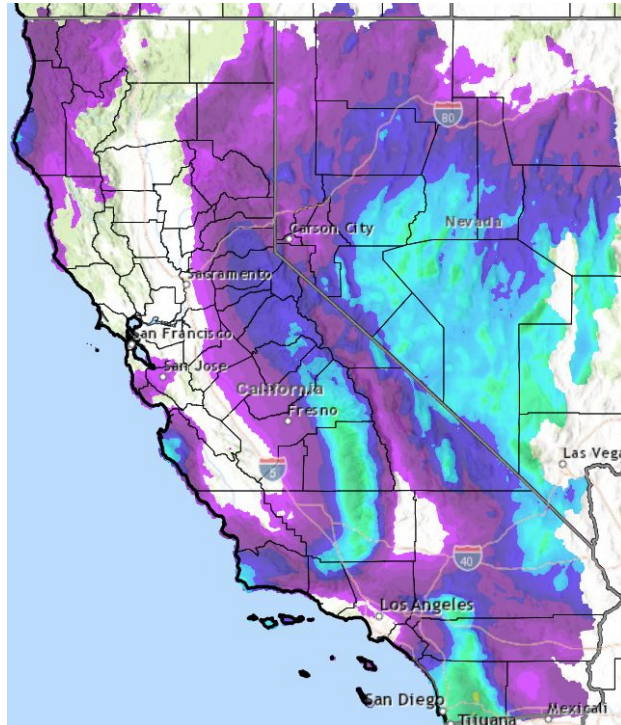 80
Nevada
Carson City
Sacramento
San Francisco
San Jose
California
Fresno
5
Las Vega
40
Los Angeles
San Diego
Tijuana
Mexicali